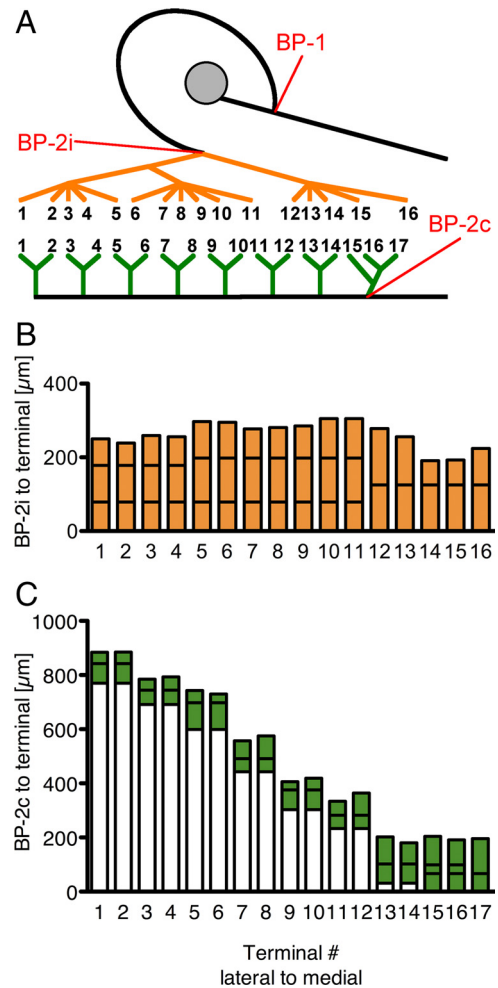 A
BP-1
BP-2i
1 2 3 4 5 6 7 8 9 10 11 12 13 14 15 16
1 2 3 4 5 6 7 8 9 10 11 12 13 14 15 16 17
BP-2c
B
BP-2i to terminal [µm]
400
200
0
1 2 3 4 5 6 7 8 9 10 11 12 13 14 15 16
C
BP-2c to terminal [µm]
1000
800
600
400
200
0
1 2 3 4 5 6 7 8 9 10 11 12 13 14 15 16 17
Terminal #
lateral to medial